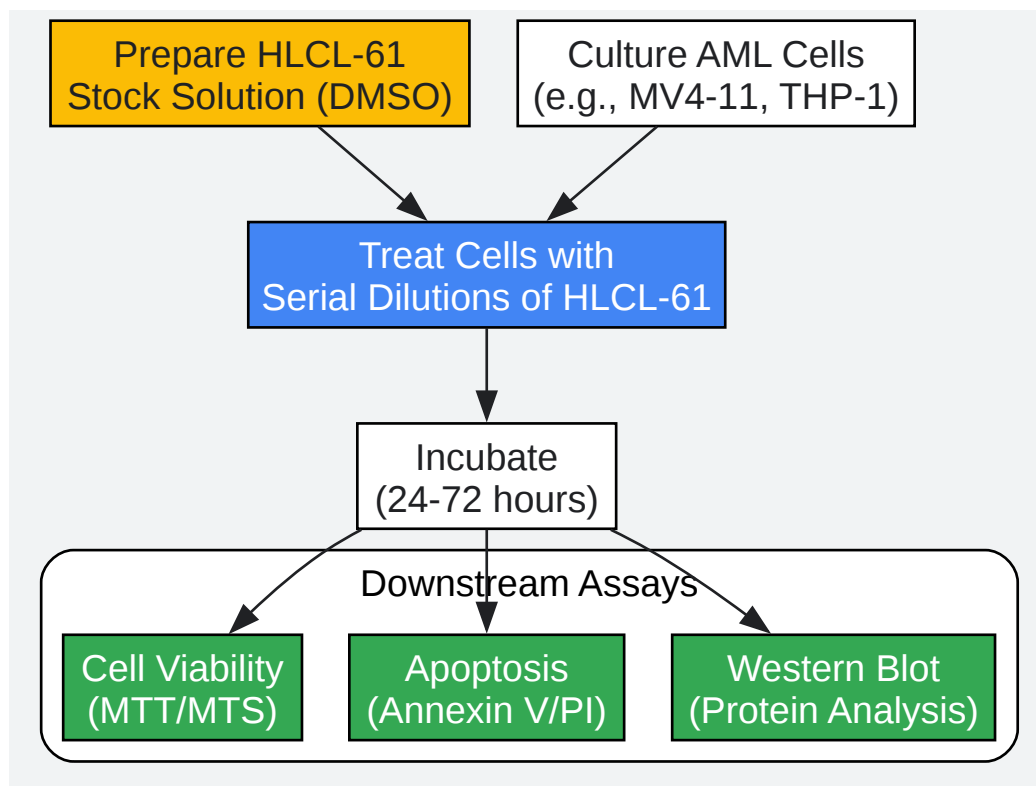 Prepare HLCL-61
Stock Solution (DMSO)
Culture AML Cells
(e.g., MV4-11, THP-1)
Treat Cells with
Serial Dilutions of HLCL-61
Incubate
(24-72 hours)
Downstream Assays
Cell Viability
(MTT/MTS)
Apoptosis
(Annexin V/PI)
Western Blot
(Protein Analysis)